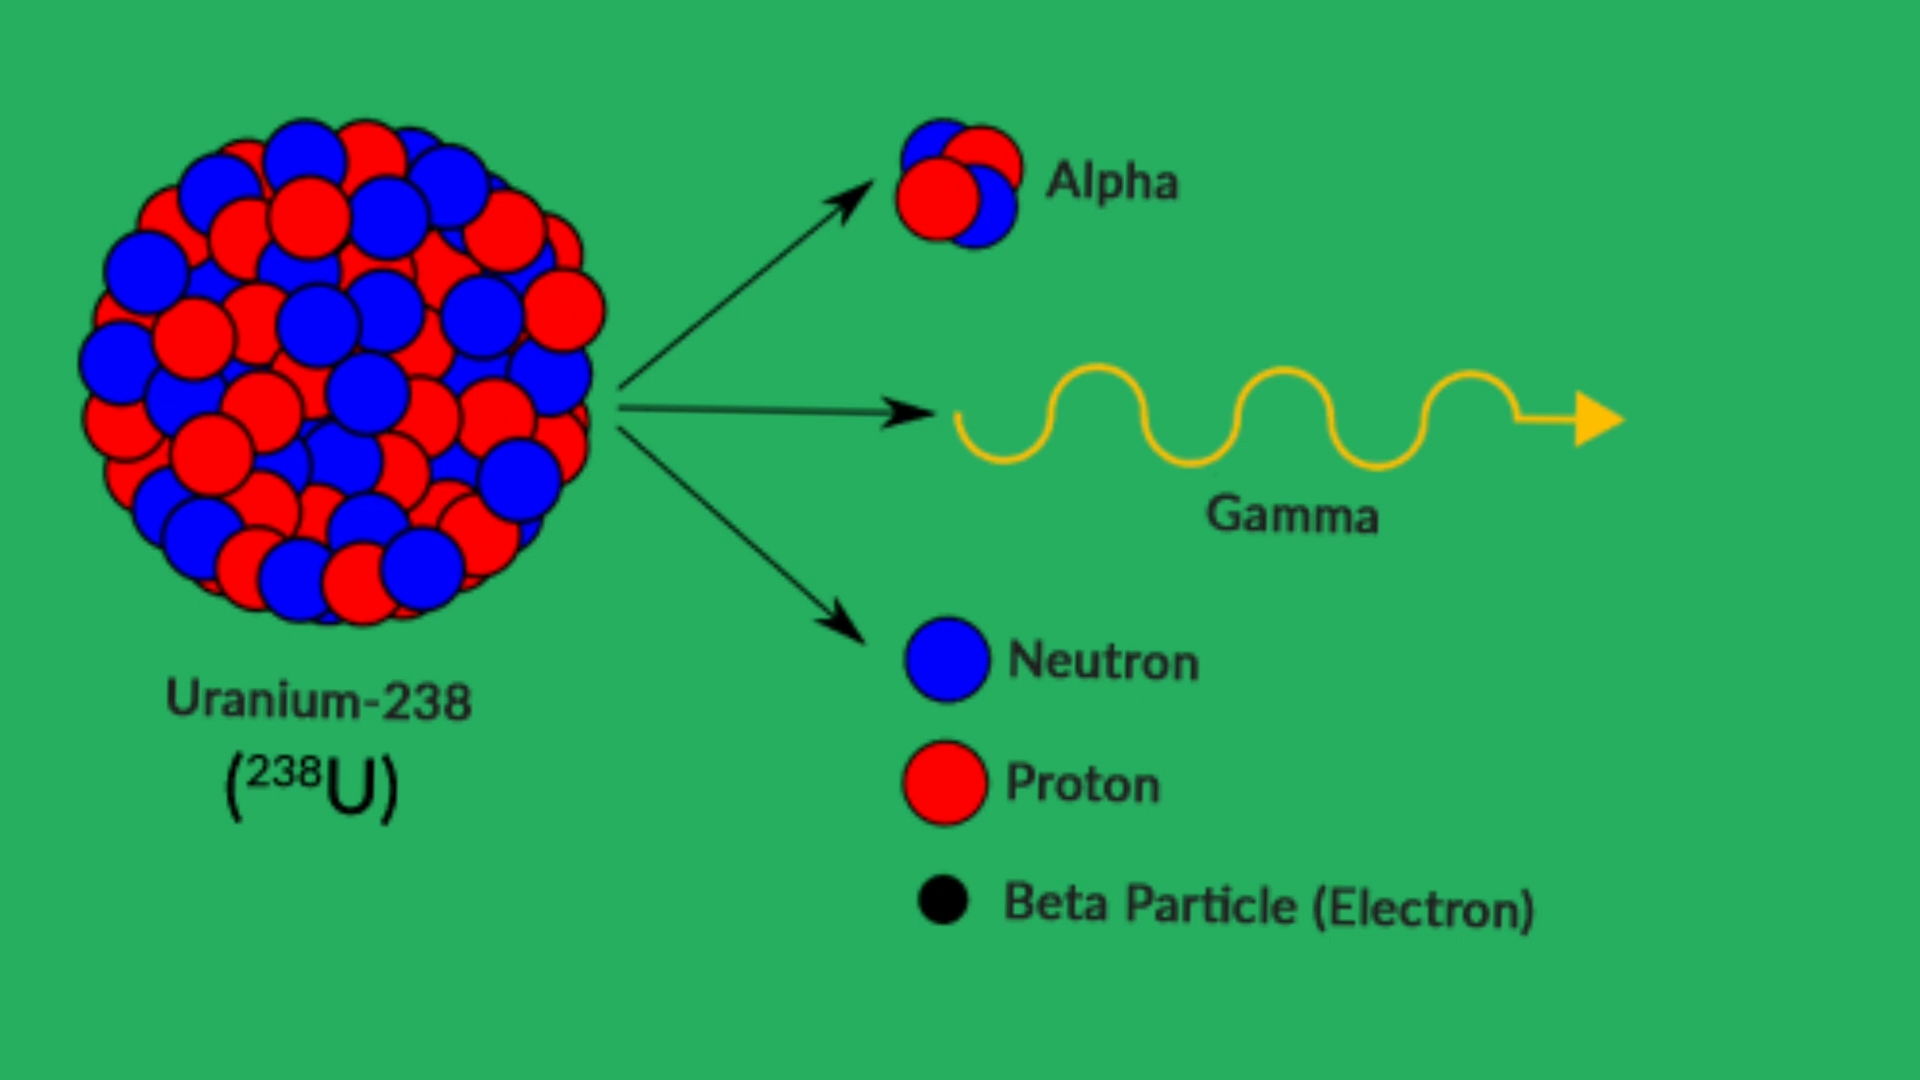 Alpha
Gamma
Neutron
Uranium-238
(²³⁸U)
Proton
Beta Particle (Electron)